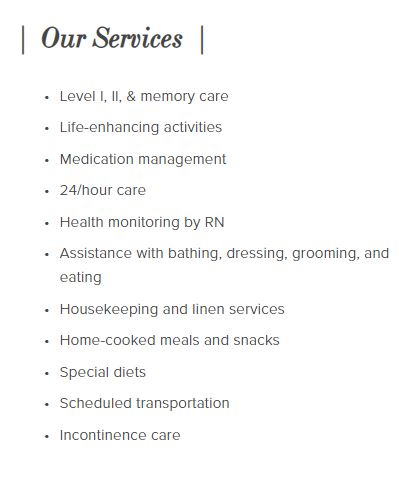 | Our Services |
• Level I, II, & memory care
• Life-enhancing activities
• Medication management
• 24/hour care
• Health monitoring by RN
• Assistance with bathing, dressing, grooming, and
eating
• Housekeeping and linen services
• Home-cooked meals and snacks
• Special diets
• Scheduled transportation
• Incontinence care